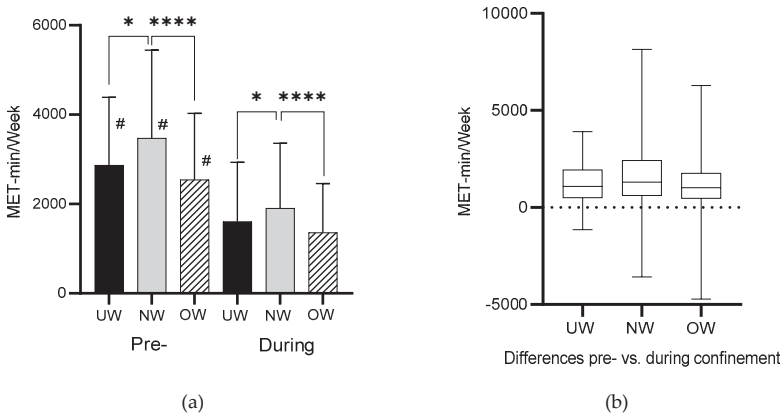 6000
4000
2000
0
MET-min/Week
* ****
* ****
# # #
UW NW OW UW NW OW
Pre- During
(a)
10000
5000
0
-5000
MET-min/Week
UW NW OW
Differences pre- vs. during confinement
(b)